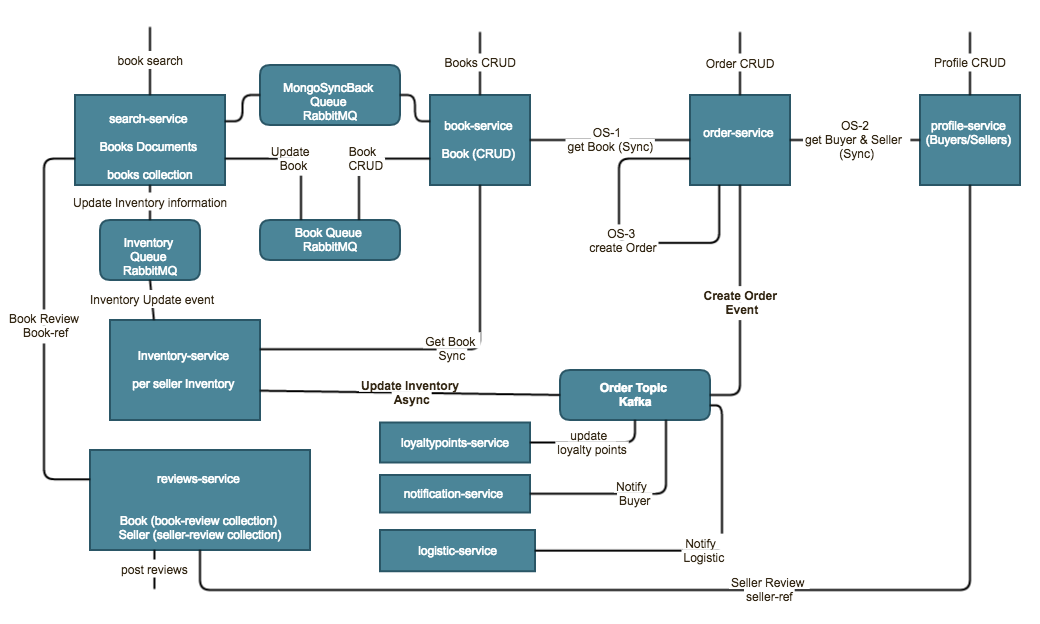 book search
Books CRUD
Order CRUD
Profile CRUD
MongoSyncBack
Queue
RabbitMQ
search-service
Books Documents
books collection
book-service
Book (CRUD)
OS-1
get Book (Sync)
order-service
OS-2
get Buyer & Seller
(Sync)
profile-service
(Buyers/Sellers)
Update
Book
Book
CRUD
Update Inventory information
Book Queue
RabbitMQ
OS-3
create Order
Inventory
Queue
RabbitMQ
Inventory Update event
Create Order
Event
Book Review
Book-ref
Get Book
Sync
Inventory-service
per seller Inventory
Update Inventory
Async
Order Topic
Kafka
loyaltypoints-service
update
loyalty points
reviews-service
Book (book-review collection)
Seller (seller-review collection)
notification-service
Notify
Buyer
logistic-service
Notify
Logistic
post reviews
Seller Review
seller-ref